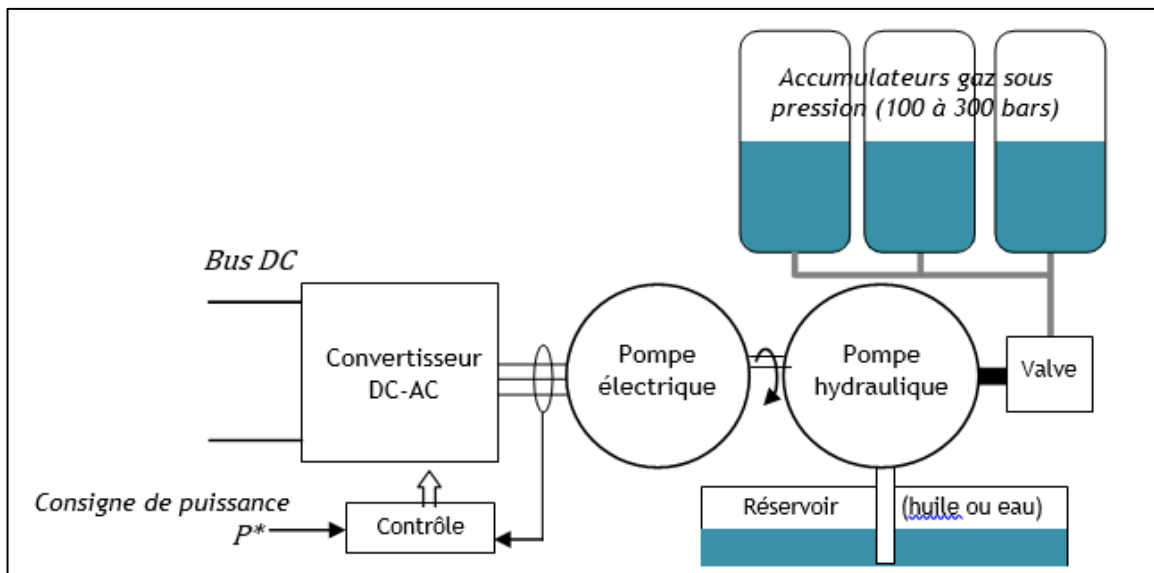 Accumulateurs gaz sous
pression (100 à 300 bars)
Bus DC
Convertisseur
DC-AC
Pompe
électrique
Pompe
hydraulique
Valve
Consigne de puissance
P*
Contrôle
Réservoir
(huile ou eau)